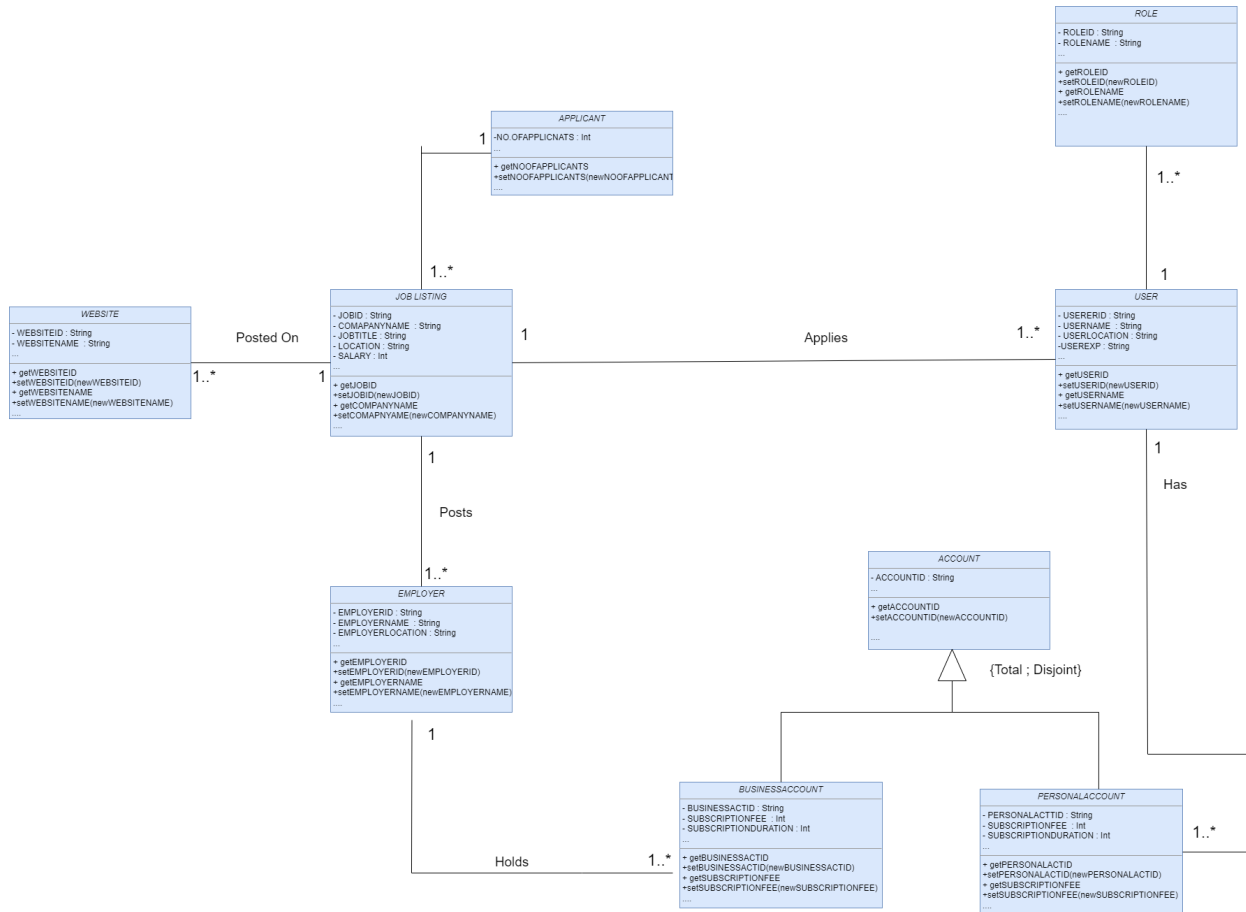 ROLE
- ROLEID : String
- ROLENAME : String
...
+ getROLEID
+setROLEID(newROLEID)
+ getROLENAME
+setROLENAME(newROLENAME)
....
APPLICANT
-NO.OFAPPLICNATS : Int
...
+ getNOOFAPPLICANTS
+setNOOFAPPLICANTS(newNOOFAPPLICANT
....
1
1..*
1..*
1
WEBSITE
- WEBSITEID : String
- WEBSITENAME : String
...
+ getWEBSITEID
+setWEBSITEID(newWEBSITEID)
+ getWEBSITENAME
+setWEBSITENAME(newWEBSITENAME)
....
Posted On
1..*
1
JOB LISTING
- JOBID : String
- COMAPANYNAME : String
- JOBTITLE : String
- LOCATION : String
- SALARY : Int
...
+ getJOBID
+setJOBID(newJOBID)
+ getCOMPANYNAME
+setCOMAPNYAME(newCOMPANYNAME)
....
1
Applies
1..*
USER
- USERERID : String
- USERNAME : String
- USERLOCATION : String
-USEREXP : String
...
+ getUSERID
+setUSERID(newUSERID)
+ getUSERNAME
+setUSERNAME(newUSERNAME)
....
1
Posts
1..*
1
Has
EMPLOYER
- EMPLOYERID : String
- EMPLOYERNAME : String
- EMPLOYERLOCATION : String
...
+ getEMPLOYERID
+setEMPLOYERID(newEMPLOYERID)
+ getEMPLOYERNAME
+setEMPLOYERNAME(newEMPLOYERNAME)
....
ACCOUNT
- ACCOUNTID : String
...
+ getACCOUNTID
+setACCOUNTID(newACCOUNTID)
....
{Total ; Disjoint}
1
Holds
1..*
BUSINESSACCOUNT
- BUSINESSACTID : String
- SUBSCRIPTIONFEE : Int
- SUBSCRIPTIONDURATION : Int
...
+ getBUSINESSACTID
+setBUSINESSACTID(newBUSINESSACTID)
+ getSUBSCRIPTIONFEE
+setSUBSCRIPTIONFEE(newSUBSCRIPTIONFEE)
....
PERSONALACCOUNT
- PERSONALACTTID : String
- SUBSCRIPTIONFEE : Int
- SUBSCRIPTIONDURATION : Int
...
+ getPERSONALACTID
+setPERSONALACTID(newPERSONALACTID)
+ getSUBSCRIPTIONFEE
+setSUBSCRIPTIONFEE(newSUBSCRIPTIONFEE)
....
1..*